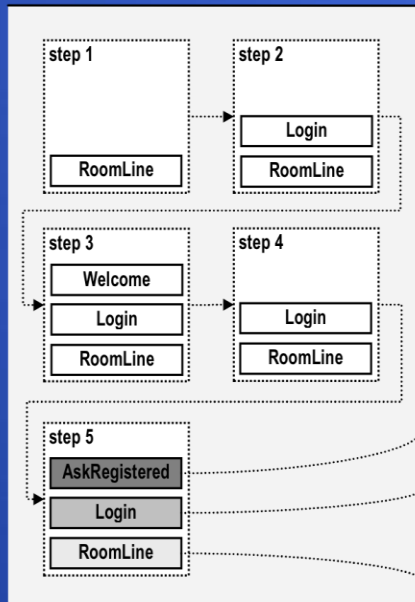 step 1
RoomLine
step 2
Login
RoomLine
step 3
Welcome
Login
RoomLine
step 4
Login
RoomLine
step 5
AskRegistered
Login
RoomLine